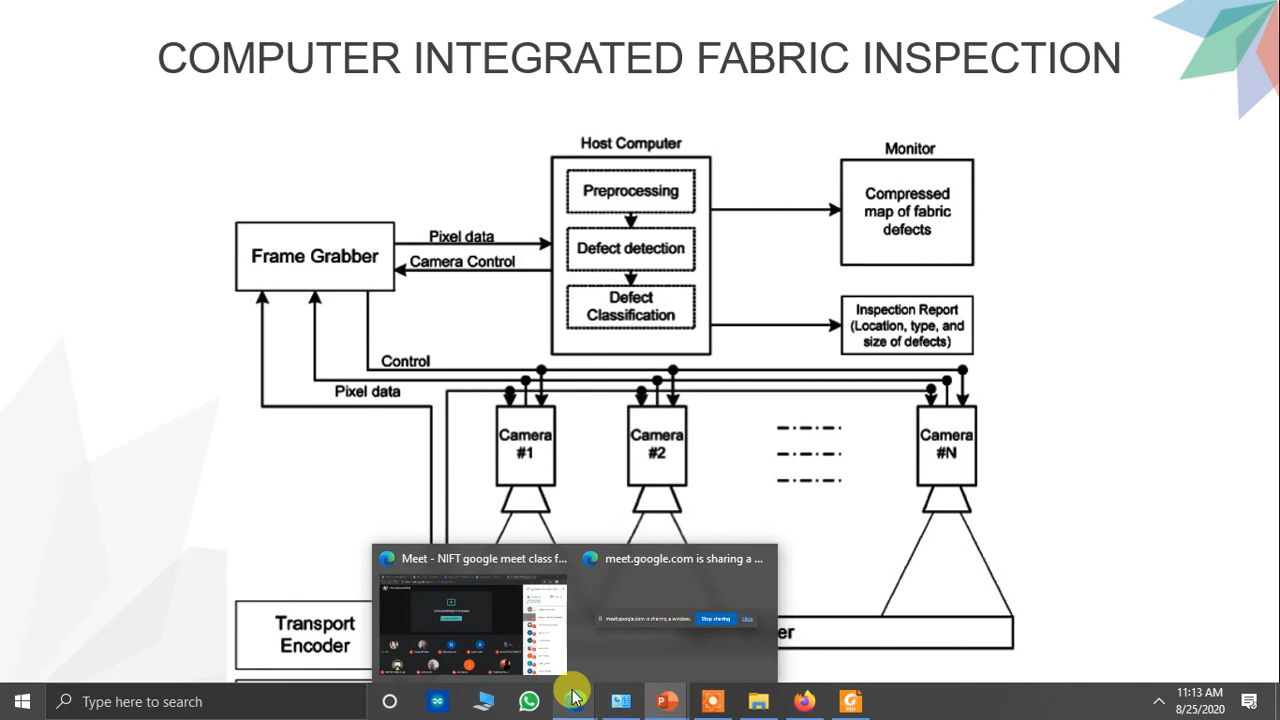 COMPUTER INTEGRATED FABRIC INSPECTION
Host Computer
Monitor
Preprocessing
Compressed
map of fabric
defects
Frame Grabber
Pixel data
Defect detection
Camera Control
Defect
Classification
Inspection Report
(Location, type, and
size of defects)
Control
Pixel data
Camera
#1
Camera
#2
Camera
#N
Meet - NIFT google meet class f...
meet.google.com is sharing a ...
meet.google.com is sharing a window.
Stop sharing
Hide
Transport
Encoder
er
Type here to search
11:13 AM
8/25/2020